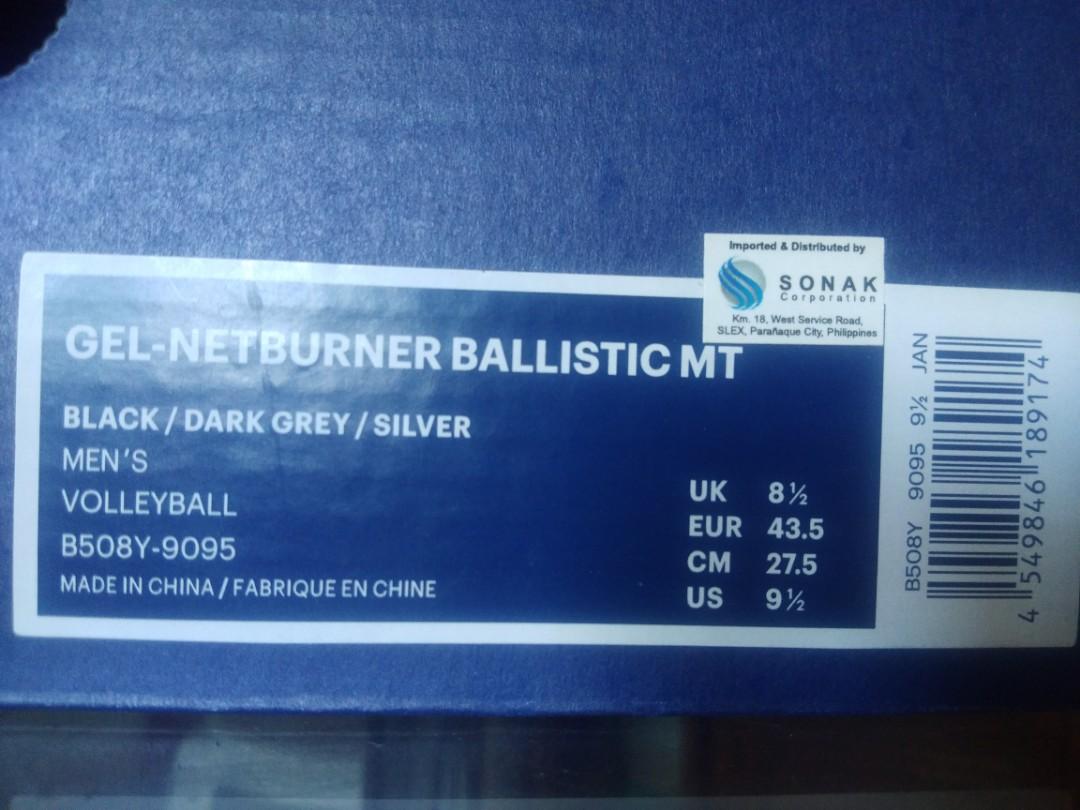 Imported & Distributed by
SONAK
Corporation
Km. 18, West Service Road,
SLEX, Parañaque City, Philippines
GEL-NETBURNER BALLISTIC MT
BLACK / DARK GREY / SILVER
MEN'S
VOLLEYBALL
B508Y-9095
MADE IN CHINA / FABRIQUE EN CHINE
UK 8½
EUR 43.5
CM 27.5
US 9½
B508Y 9095 9½ JAN
4 549846 189174